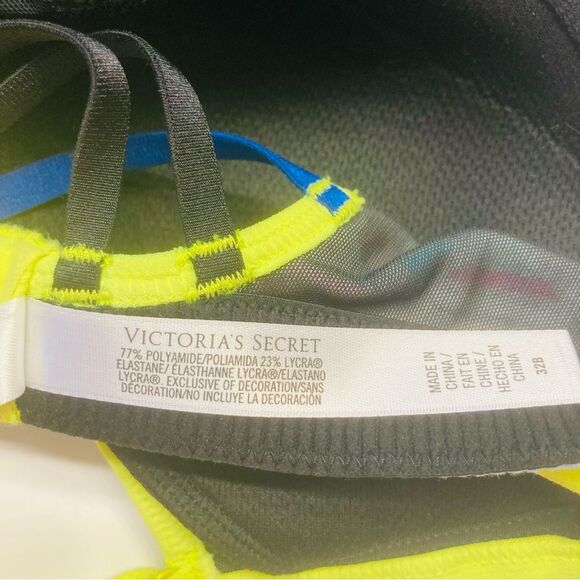 VICTORIA'S SECRET
77% POLYAMIDE/POLIAMIDA 23% LYCRA®
ELASTANE/ ÉLASTHANNE LYCRA®/ELASTANO
LYCRA®. EXCLUSIVE OF DECORATION/SANS
DÉCORATION/NO INCLUYE LA DECORACIÓN
MADE IN
CHINA/
FAIT EN
CHINE/
HECHO EN
CHINA
32B